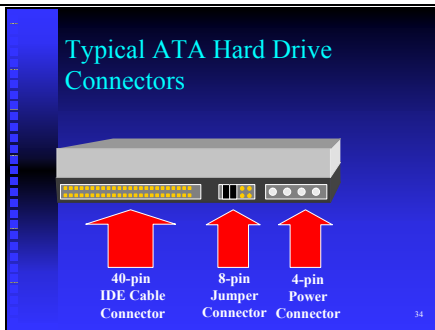 Typical ATA Hard Drive
Connectors
40-pin
IDE Cable
Connector
8-pin
Jumper
Connector
4-pin
Power
Connector
34